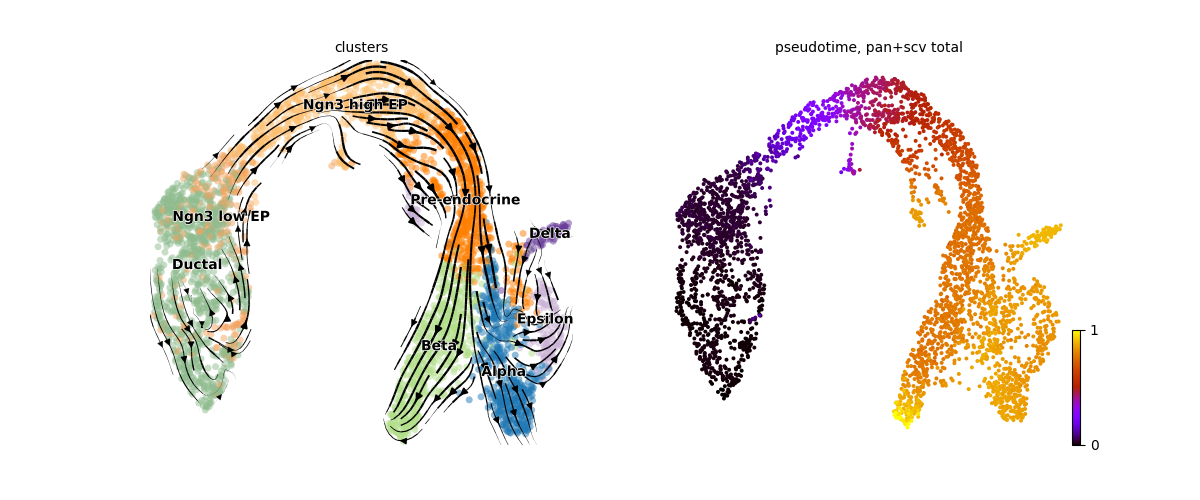 clusters
pseudotime, pan+scv total
Ngn3 high EP
Pre-endocrine
Ngn3 low EP
Delta
Ductal
Epsilon
Beta
Alpha
1
0